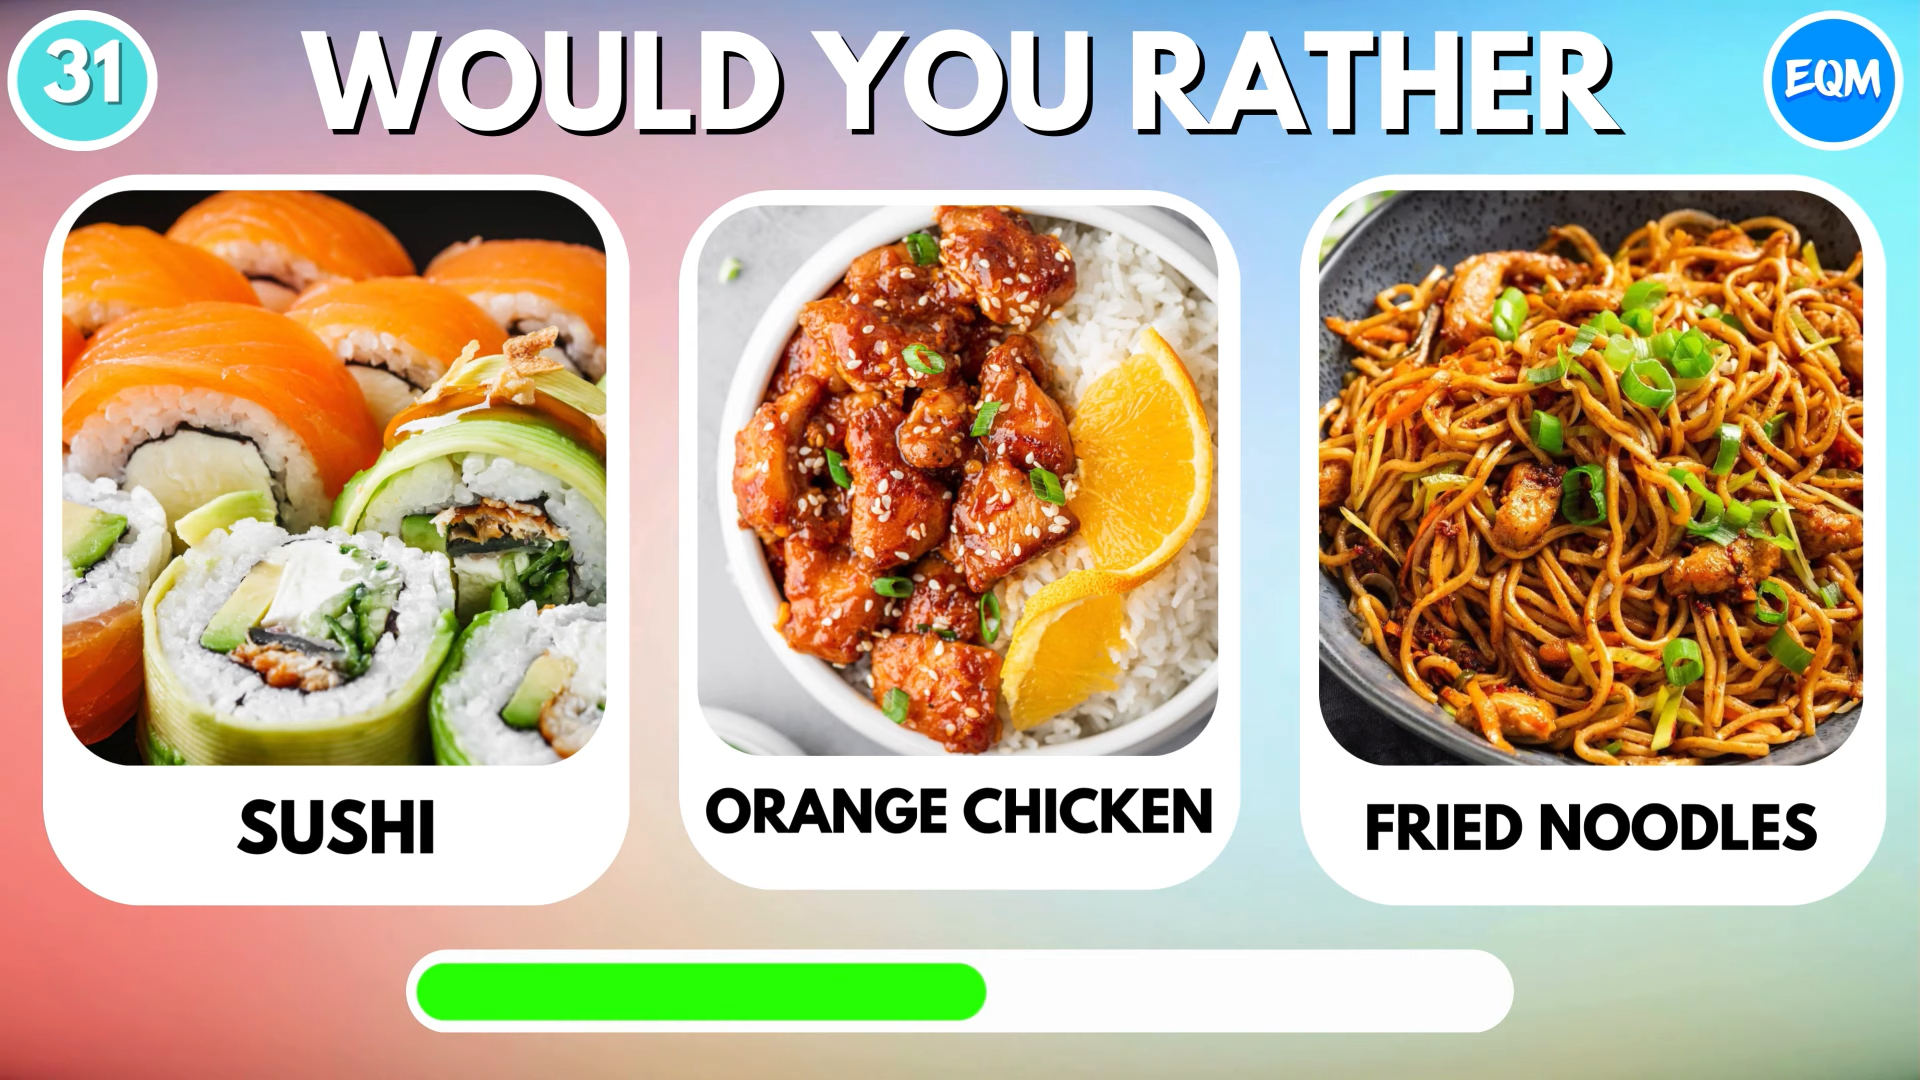 31
WOULD YOU RATHER
EQM
SUSHI
ORANGE CHICKEN
FRIED NOODLES